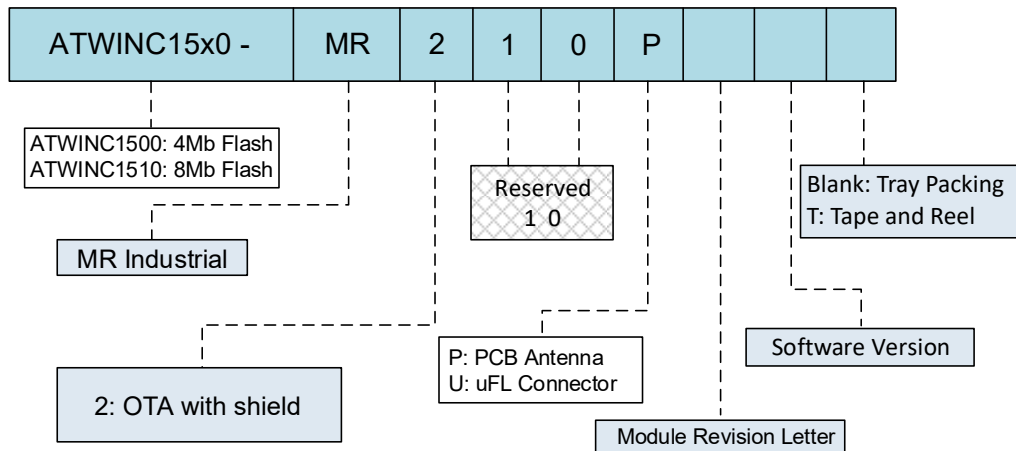 ATWINC15x0 - MR 2 1 0 P
ATWINC1500: 4Mb Flash
ATWINC1510: 8Mb Flash
Reserved
1 0
Blank: Tray Packing
T: Tape and Reel
MR Industrial
Software Version
P: PCB Antenna
U: uFL Connector
2: OTA with shield
Module Revision Letter